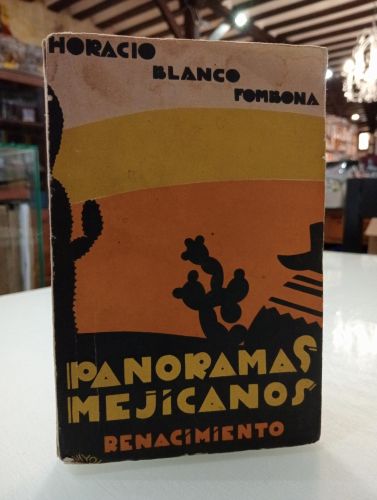 HORACIO
BLANCO
FOMBONA
PANORAMAS
MEJICANOS
RENACIMIENTO